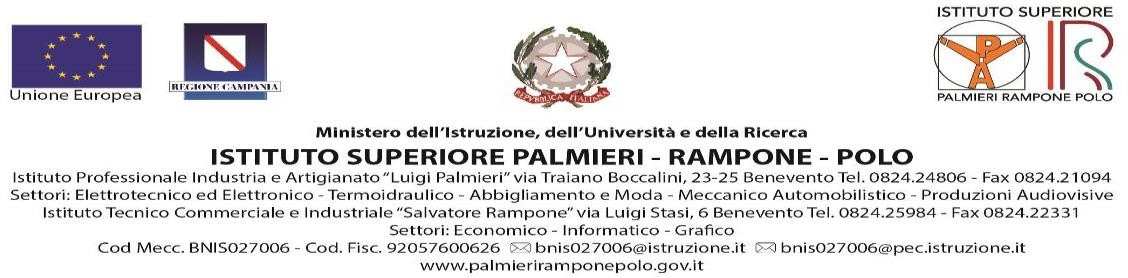 ISTITUTO SUPERIORE
P
A
Unione Europea
REGIONE CAMPANIA
REPVBBLICA ITALIANA
PALMIERI RAMPONE POLO
Ministero dell'Istruzione, dell'Università e della Ricerca
ISTITUTO SUPERIORE PALMIERI - RAMPONE - POLO
Istituto Professionale Industria e Artigianato "Luigi Palmieri" via Traiano Boccalini, 23-25 Benevento Tel. 0824.24806 - Fax 0824.21094
Settori: Elettrotecnico ed Elettronico - Termoidraulico - Abbigliamento e Moda - Meccanico Automobilistico - Produzioni Audiovisive
Istituto Tecnico Commerciale e Industriale "Salvatore Rampone" via Luigi Stasi, 6 Benevento Tel. 0824.25984 - Fax 0824.22331
Settori: Economico - Informatico - Grafico
Cod Mecc. BNIS027006 - Cod. Fisc. 92057600626 ✉ bnis027006@istruzione.it ✉ bnis027006@pec.istruzione.it
www.palmieriramponepolo.gov.it